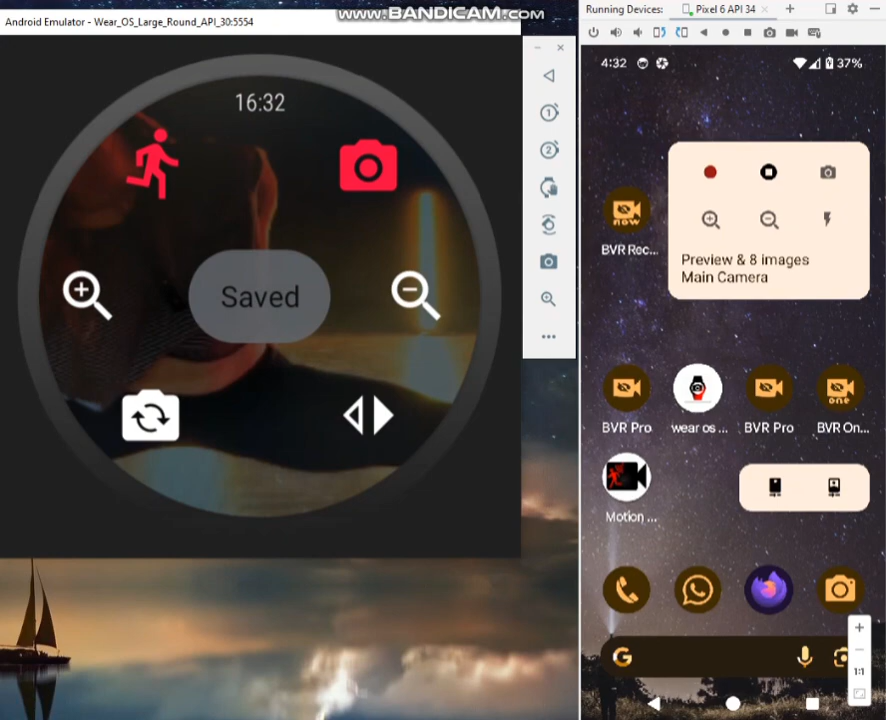 Android Emulator - Wear_OS_Large_Round_API_30:5554
www.BANDICAM.com
Running Devices:
Pixel 6 API 34
16:32
Saved
1
2
4:32
37%
now
BVR Rec...
Preview & 8 images
Main Camera
one
BVR Pro
wear os ...
BVR Pro
BVR On...
Motion ...
G
1:1